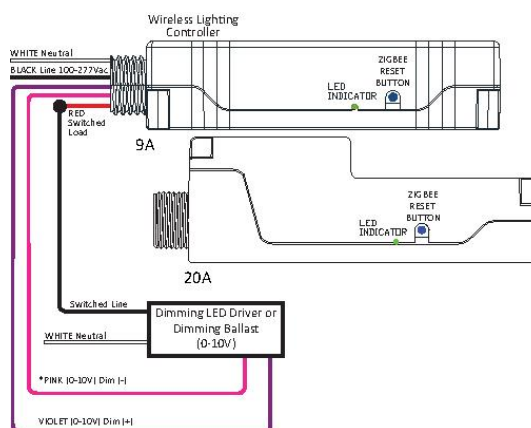 Wireless Lighting
Controller
WHITE Neutral
BLACK Line 100-277Vac
RED
Switched
Load
ZIGBEE
RESET
BUTTON
LED
INDICATOR
9A
ZIGBEE
RESET
BUTTON
LED
INDICATOR
20A
Switched Line
Dimming LED Driver or
Dimming Ballast
(0-10V)
WHITE Neutral
*PINK (0-10V) Dim (-)
VIOLET (0-10V) Dim (+)